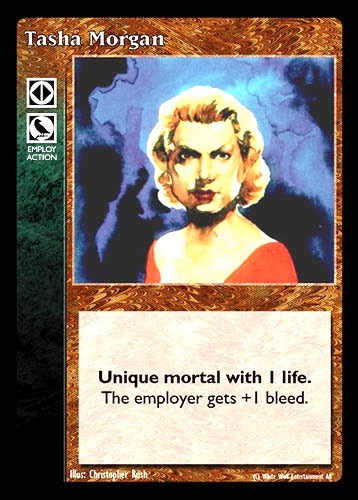 Tasha Morgan
EMPLOY
ACTION
Unique mortal with 1 life.
The employer gets +1 bleed.
Illus: Christopher Rush
(C) White Wolf Entertainment AB